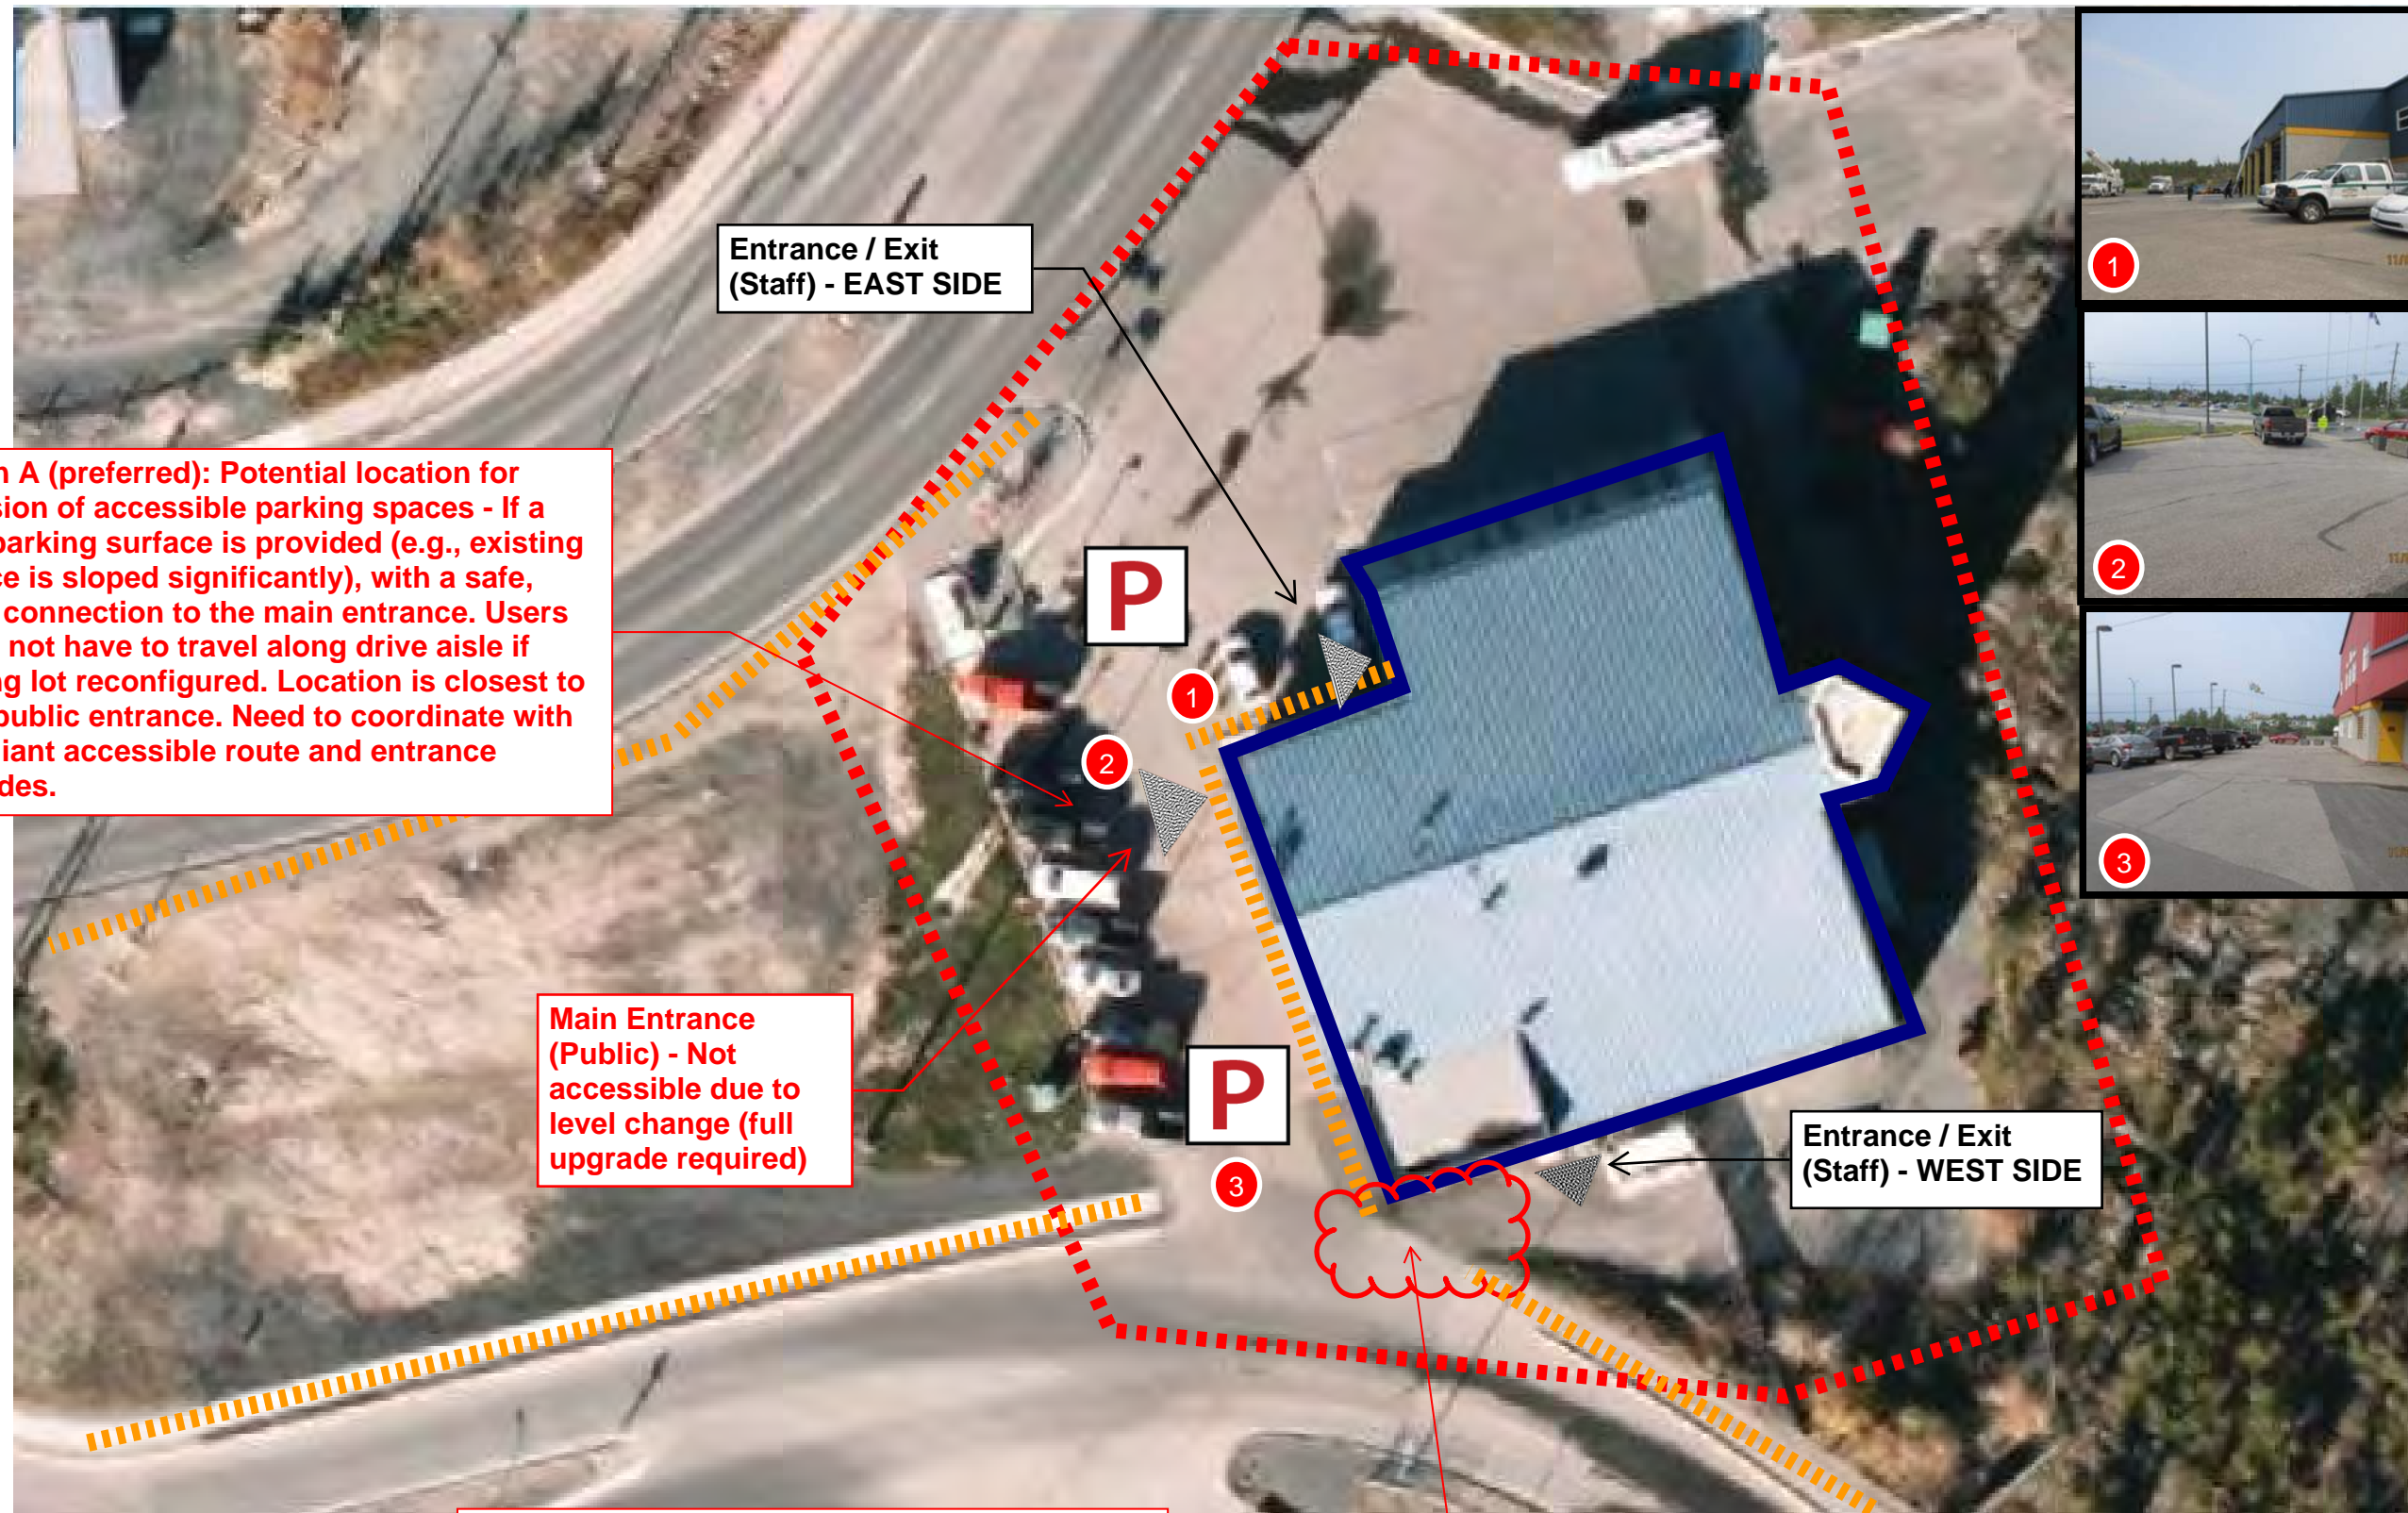 Entrance / Exit
(Staff) - EAST SIDE
n A (preferred): Potential location for
sion of accessible parking spaces - If a
parking surface is provided (e.g., existing
ce is sloped significantly), with a safe,
connection to the main entrance. Users
not have to travel along drive aisle if
ng lot reconfigured. Location is closest to
public entrance. Need to coordinate with
iant accessible route and entrance
des.
P
1
2
Main Entrance
(Public) - Not
accessible due to
level change (full
upgrade required)
P
3
Entrance / Exit
(Staff) - WEST SIDE
1
2
3